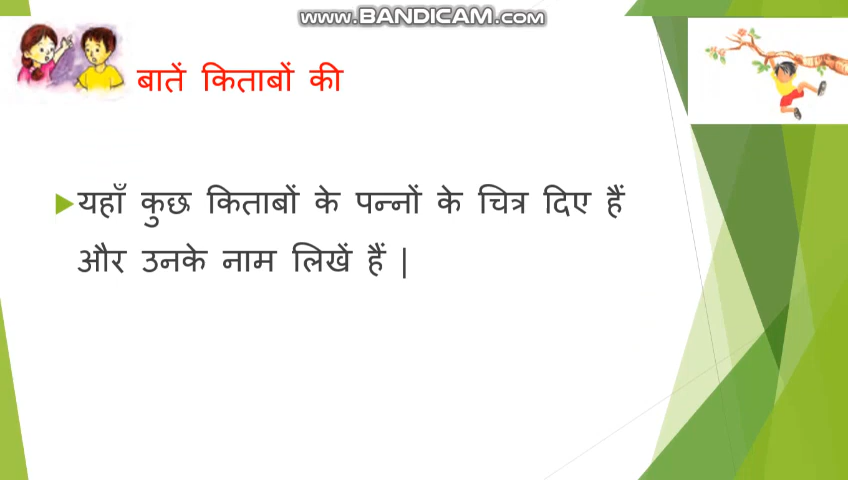 www.BANDICAM.com
बातें किताबों की
यहाँ कुछ किताबों के पन्नों के चित्र दिए हैं
और उनके नाम लिखें हैं |